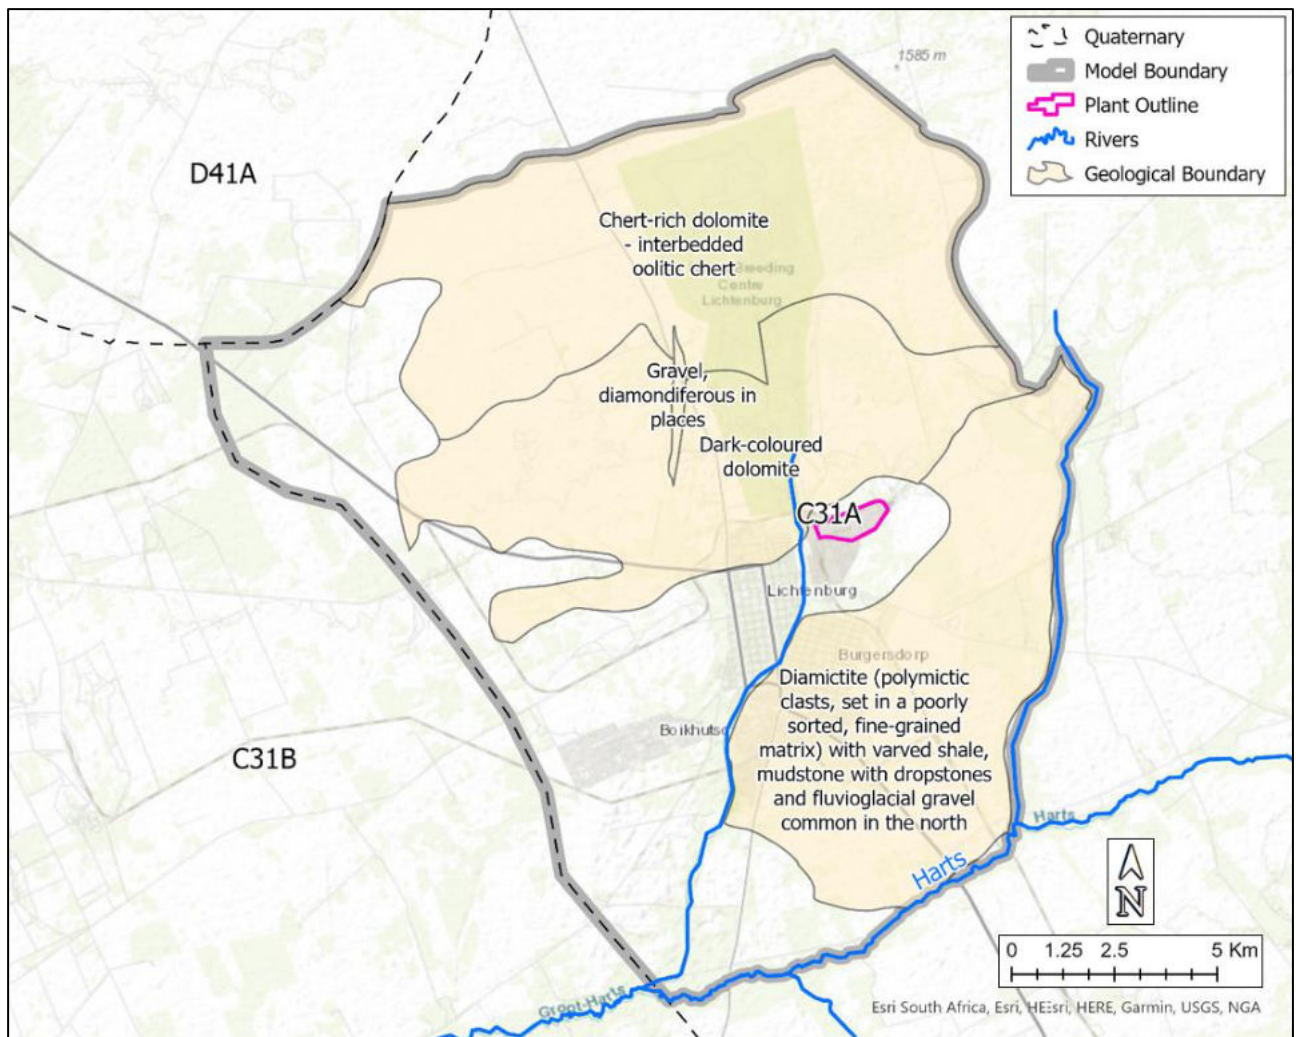 1585 m
Quaternary
Model Boundary
Plant Outline
Rivers
Geological Boundary
D41A
Chert-rich dolomite
- interbedded
oolitic chert
Breeding
Centre
Lichtenburg
Gravel,
diamondiferous in
places
Dark-coloured
dolomite
C31A
Lichtenburg
Burgersdorp
Diamictite (polymictic
clasts, set in a poorly
sorted, fine-grained
matrix) with varved shale,
mudstone with dropstones
and fluvioglacial gravel
common in the north
Boikhutso
C31B
Harts
Harts
Groot-Harts
N
0 1.25 2.5 5 Km
Esri South Africa, Esri, HEEsri, HERE, Garmin, USGS, NGA